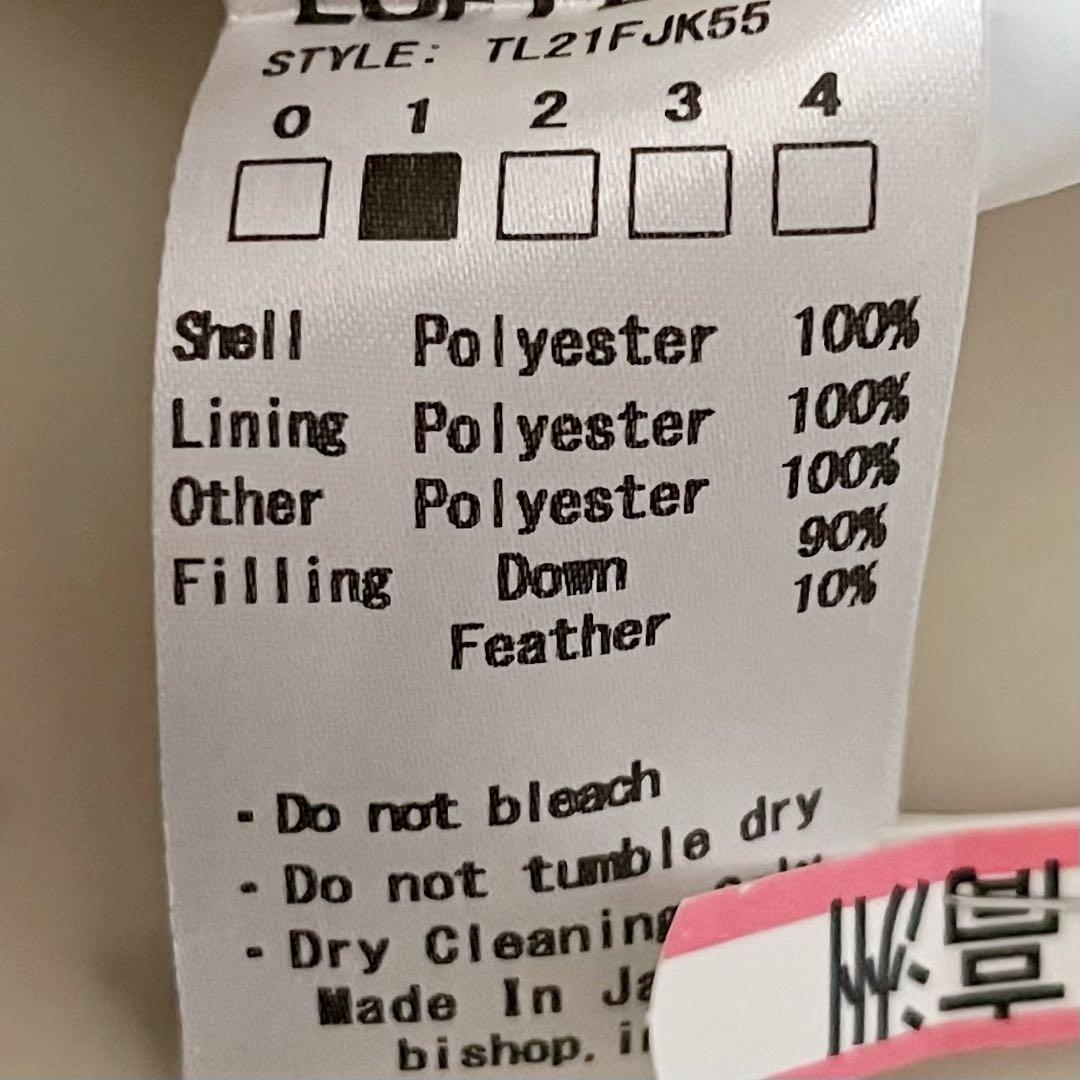 STYLE: TL21FJK55
0 1 2 3 4
Shell Polyester 100%
Lining Polyester 100%
Other Polyester 100%
Filling Down 90%
Feather 10%
- Do not bleach
- Do not tumble dry
- Dry Cleaning
Made In
bishop.